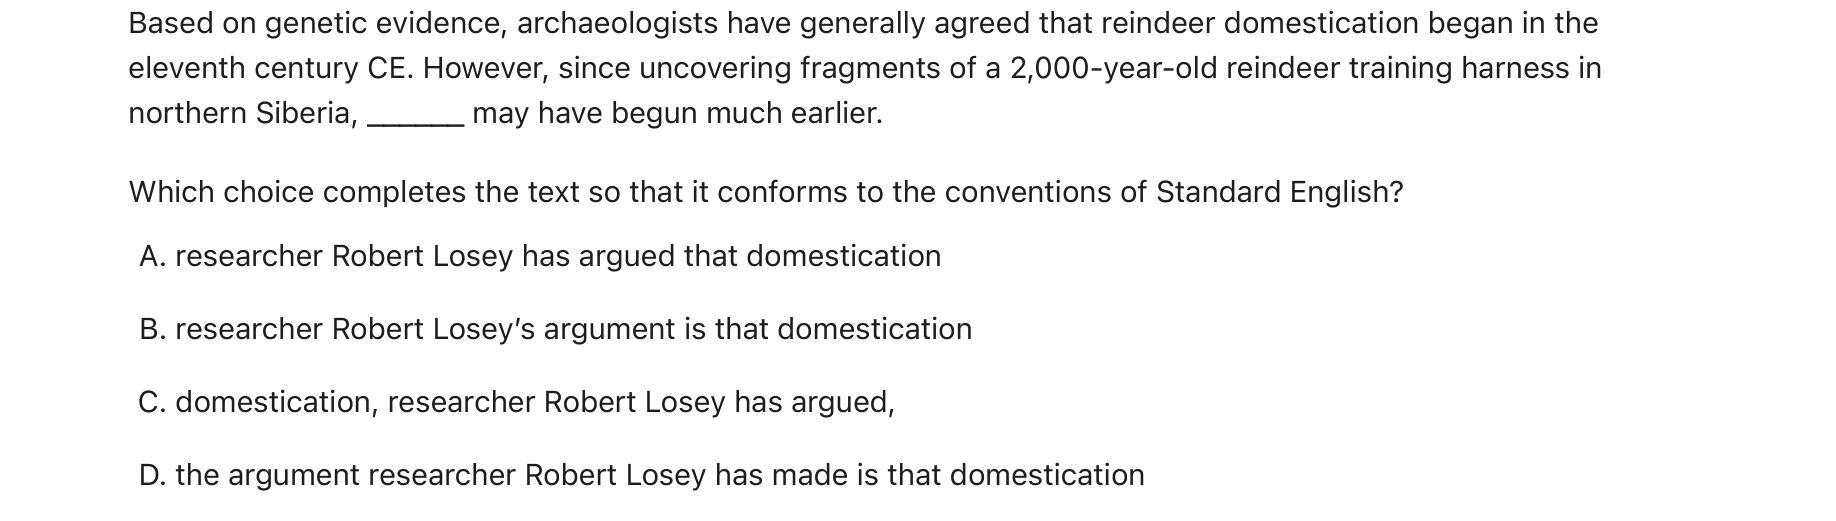 Based on genetic evidence, archaeologists have generally agreed that reindeer domestication began in the
eleventh century CE. However, since uncovering fragments of a 2,000-year-old reindeer training harness in
northern Siberia, ______ may have begun much earlier.
Which choice completes the text so that it conforms to the conventions of Standard English?
A. researcher Robert Losey has argued that domestication
B. researcher Robert Losey’s argument is that domestication
C. domestication, researcher Robert Losey has argued,
D. the argument researcher Robert Losey has made is that domestication